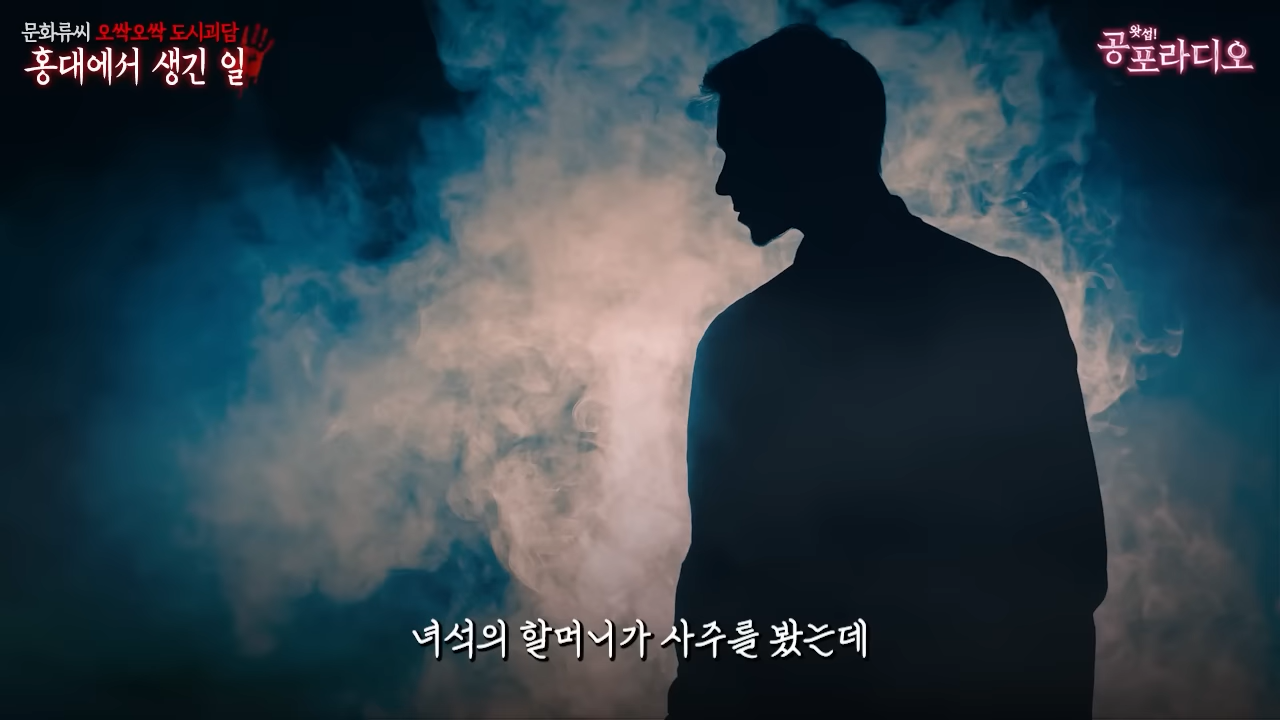 문화류씨 오싹오싹 도시괴담
홍대에서 생긴 일
왓섭!
공포라디오
녀석의 할머니가 사주를 봤는데